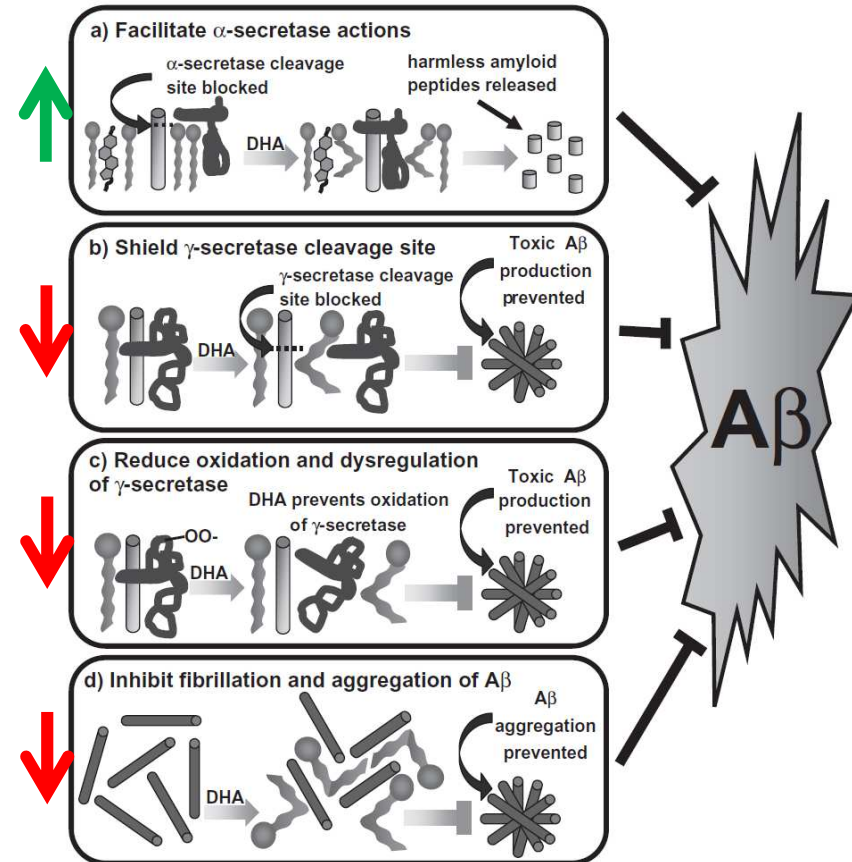 a) Facilitate α-secretase actions
α-secretase cleavage
site blocked
harmless amyloid
peptides released
DHA
b) Shield γ-secretase cleavage site
γ-secretase cleavage
site blocked
Toxic Aβ
production
prevented
DHA
c) Reduce oxidation and dysregulation
of γ-secretase
DHA prevents oxidation
of γ-secretase
Toxic Aβ
production
prevented
-OO-
DHA
d) Inhibit fibrillation and aggregation of Aβ
Aβ
aggregation
prevented
DHA
Aβ